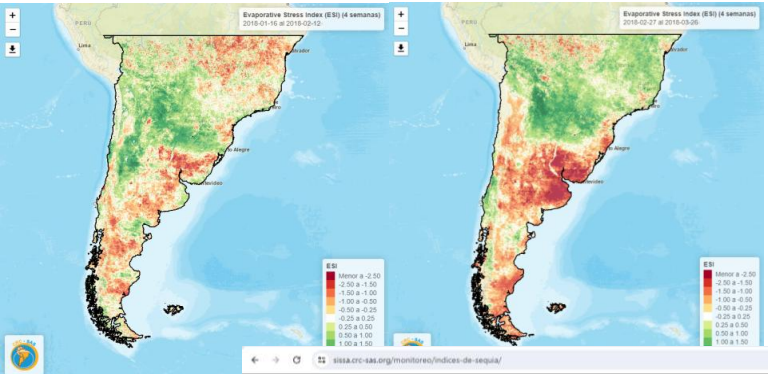 +
−
PERU
Lima
Evaporative Stress Index (ESI) (4 semanas)
2018-01-16 al 2018-02-12
o Alegre
ESI
Menor a -2.50
-2.50 a -1.50
-1.50 a -1.00
-1.00 a -0.50
-0.50 a -0.25
-0.25 a 0.25
0.25 a 0.50
0.50 a 1.00
1.00 a 1.50
+
−
PERU
Lima
Evaporative Stress Index (ESI) (4 semanas)
2018-02-27 al 2018-03-26
o Alegre
ESI
Menor a -2.50
-2.50 a -1.50
-1.50 a -1.00
-1.00 a -0.50
-0.50 a -0.25
-0.25 a 0.25
0.25 a 0.50
0.50 a 1.00
1.00 a 1.50
sissa.crc-sas.org/monitoreo/indices-de-sequia/